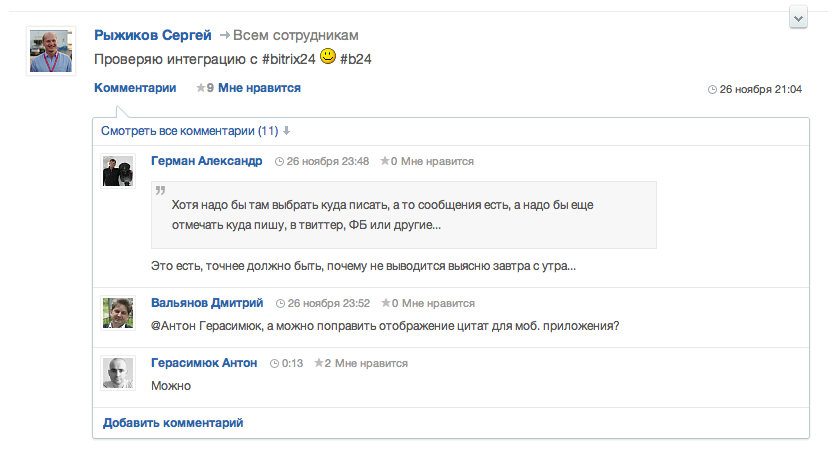 Рыжиков Сергей → Всем сотрудникам
Проверяю интеграцию с #bitrix24 #b24
Комментарии 9 Мне нравится 26 ноября 21:04
Смотреть все комментарии (11)
Герман Александр 26 ноября 23:48 0 Мне нравится
Хотя надо бы там выбрать куда писать, а то сообщения есть, а надо бы еще
отмечать куда пишу, в твиттер, ФБ или другие...
Это есть, точнее должно быть, почему не выводится выясню завтра с утра...
Вальянов Дмитрий 26 ноября 23:52 0 Мне нравится
@Антон Герасимюк, а можно поправить отображение цитат для моб. приложения?
Герасимюк Антон 0:13 2 Мне нравится
Можно
Добавить комментарий